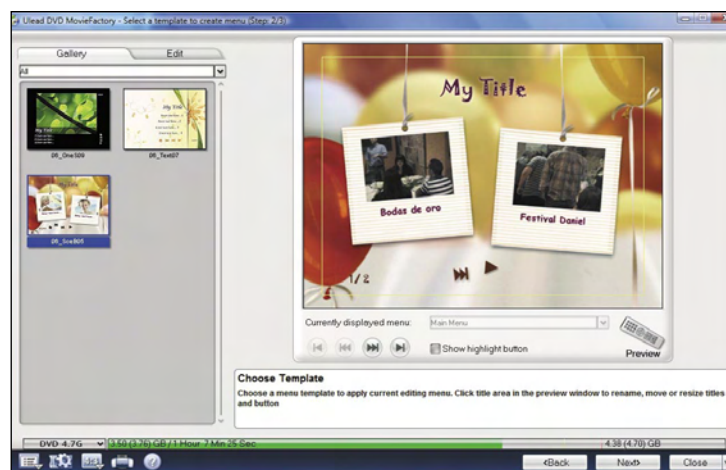 Ulead DVD MovieFactory - Select a template to create menu (Step: 2/3)
Gallery
Edit
All
My Title
06_One500
06_Text07
06_Sce805
My Title
Bodas de oro
Festival Daniel
1/2
Currently displayed menu:
Main Menu
Show highlight button
Preview
Choose Template
Choose a menu template to apply current editing menu. Click title area in the preview window to rename, move or resize titles
and button
DVD 4.7G
3.50 (3.76) GB / 1 Hour 7 Min 25 Sec
4.38 (4.70) GB
<Back
Next>
Close